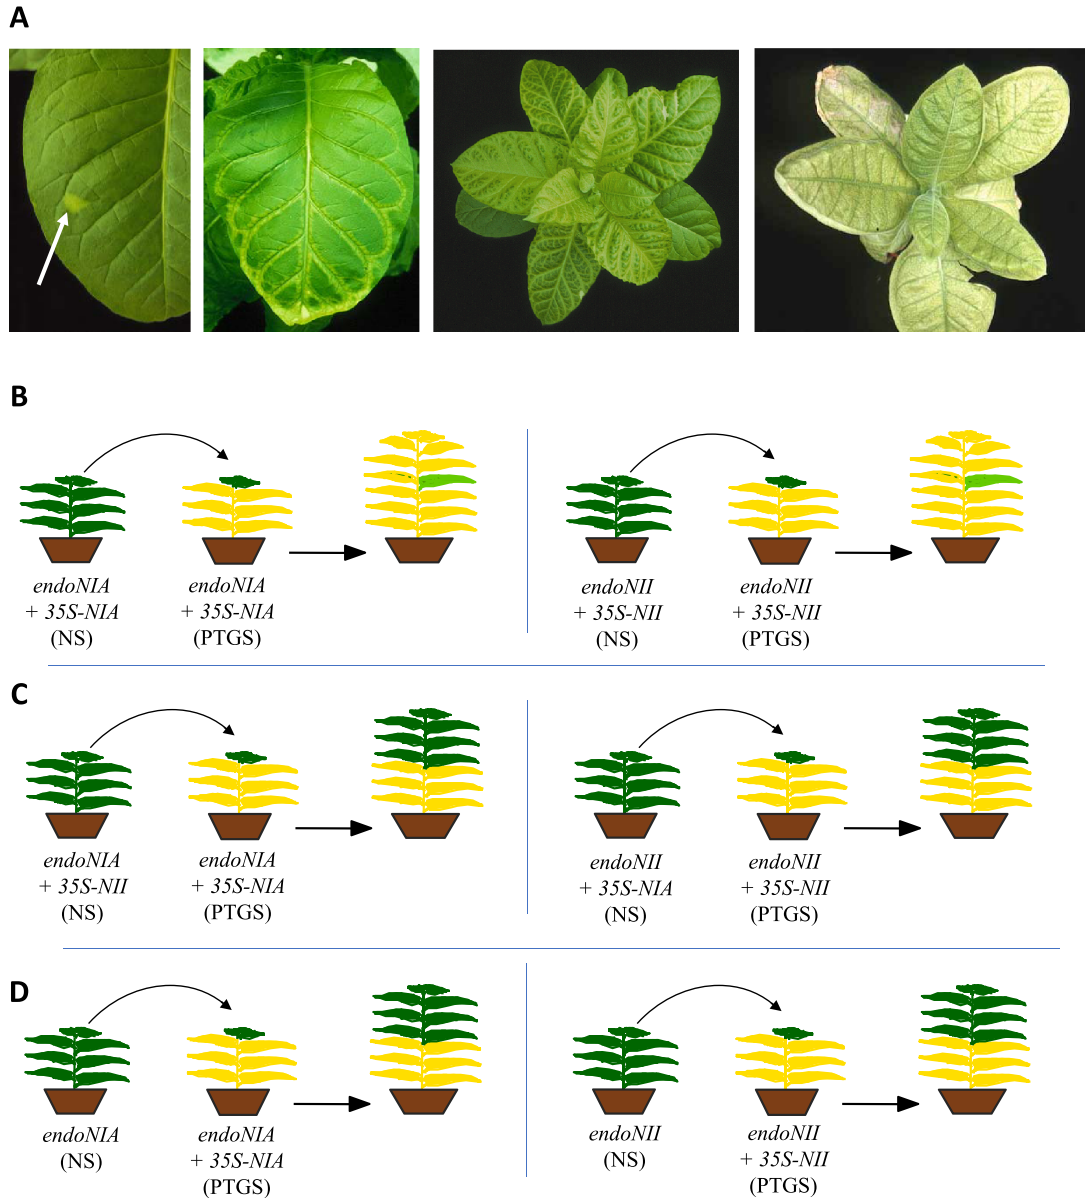 A
B
endoNIA
+ 35S-NIA
(NS)
endoNIA
+ 35S-NIA
(PTGS)
endoNII
+ 35S-NII
(NS)
endoNII
+ 35S-NII
(PTGS)
C
endoNIA
+ 35S-NII
(NS)
endoNIA
+ 35S-NIA
(PTGS)
endoNII
+ 35S-NIA
(NS)
endoNII
+ 35S-NII
(PTGS)
D
endoNIA
(NS)
endoNIA
+ 35S-NIA
(PTGS)
endoNII
(NS)
endoNII
+ 35S-NII
(PTGS)